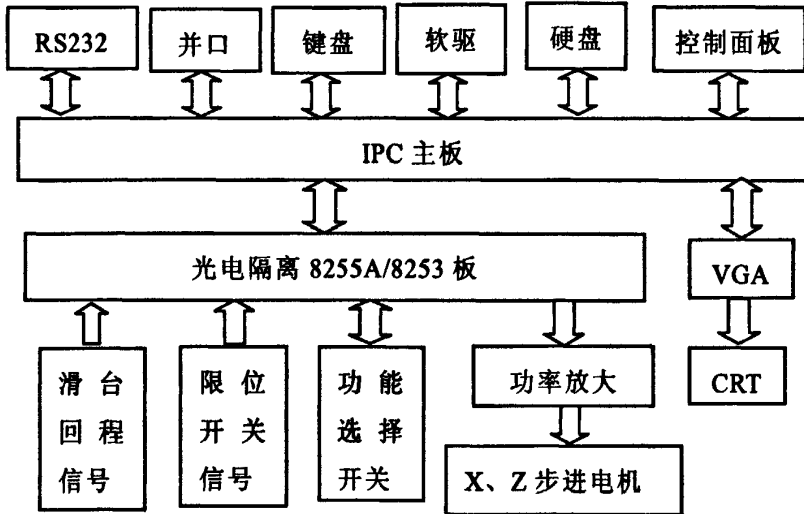 RS232
并口
键盘
软驱
硬盘
控制面板
IPC 主板
光电隔离 8255A/8253 板
VGA
滑台
回程
信号
限位
开关
信号
功能
选择
开关
功率放大
CRT
X、Z 步进电机